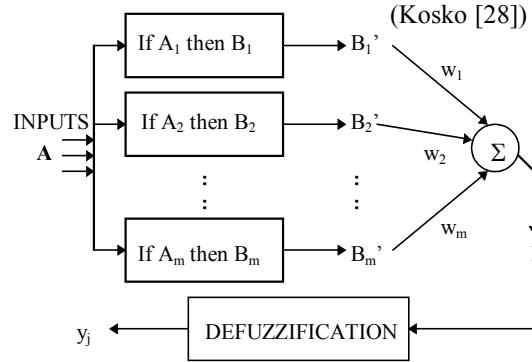 (Kosko [28])
If A₁ then B₁
B₁’
w₁
INPUTS
If A₂ then B₂
B₂’
A
w₂
Σ
:
:
:
:
wₘ
If Aₘ then Bₘ
Bₘ’
DEFUZZIFICATION
yⱼ